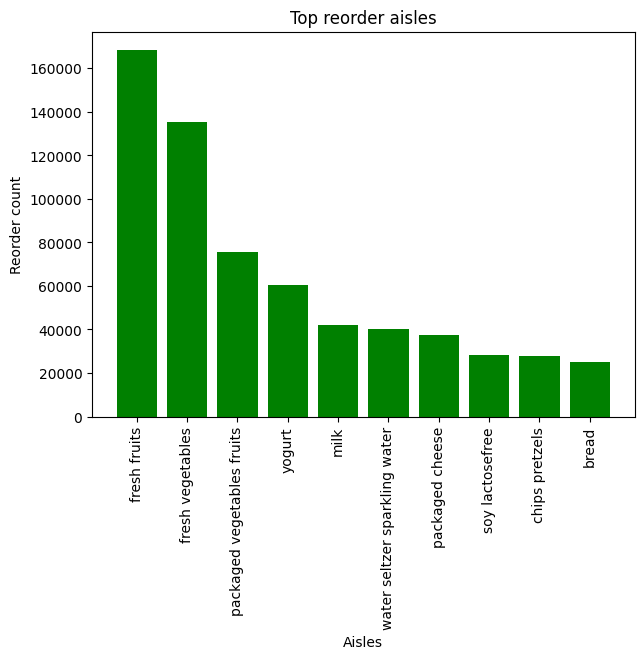 Top reorder aisles
Reorder count
160000
140000
120000
100000
80000
60000
40000
20000
0
fresh fruits
fresh vegetables
packaged vegetables fruits
yogurt
milk
water seltzer sparkling water
packaged cheese
soy lactosefree
chips pretzels
bread
Aisles